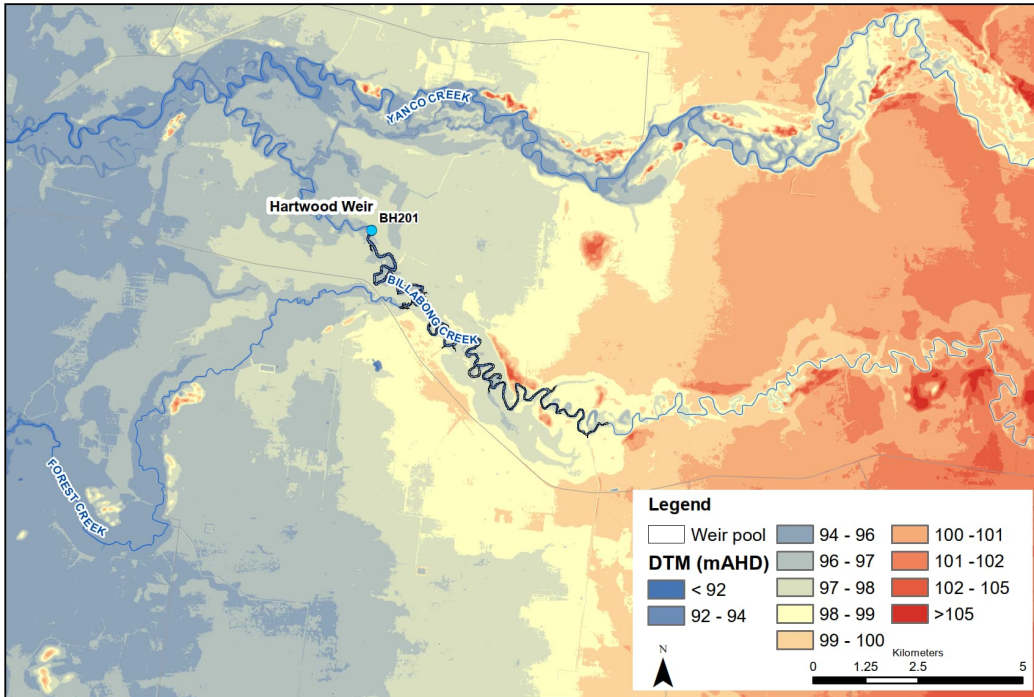 YANCO CREEK
Hartwood Weir
BH201
BILLABONG CREEK
FOREST CREEK
Legend
Weir pool
DTM (mAHD)
< 92
92 - 94
94 - 96
96 - 97
97 - 98
98 - 99
99 - 100
100 -101
101 - 102
102 - 105
>105
N
Kilometers
0 1.25 2.5 5